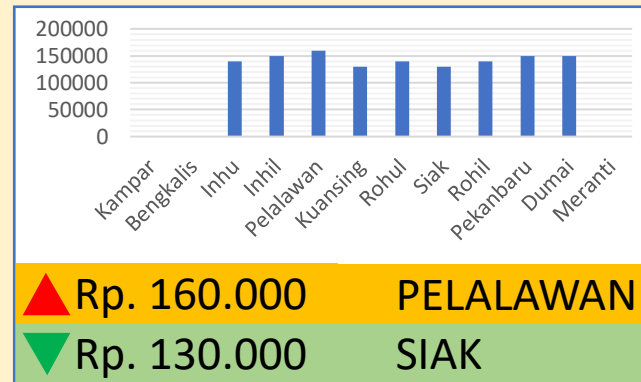 200000
150000
100000
50000
0
Kampar
Bengkalis
Inhu
Inhil
Pelalawan
Kuansing
Rohul
Siak
Rohil
Pekanbaru
Dumai
Meranti
Rp. 160.000 PELALAWAN
Rp. 130.000 SIAK